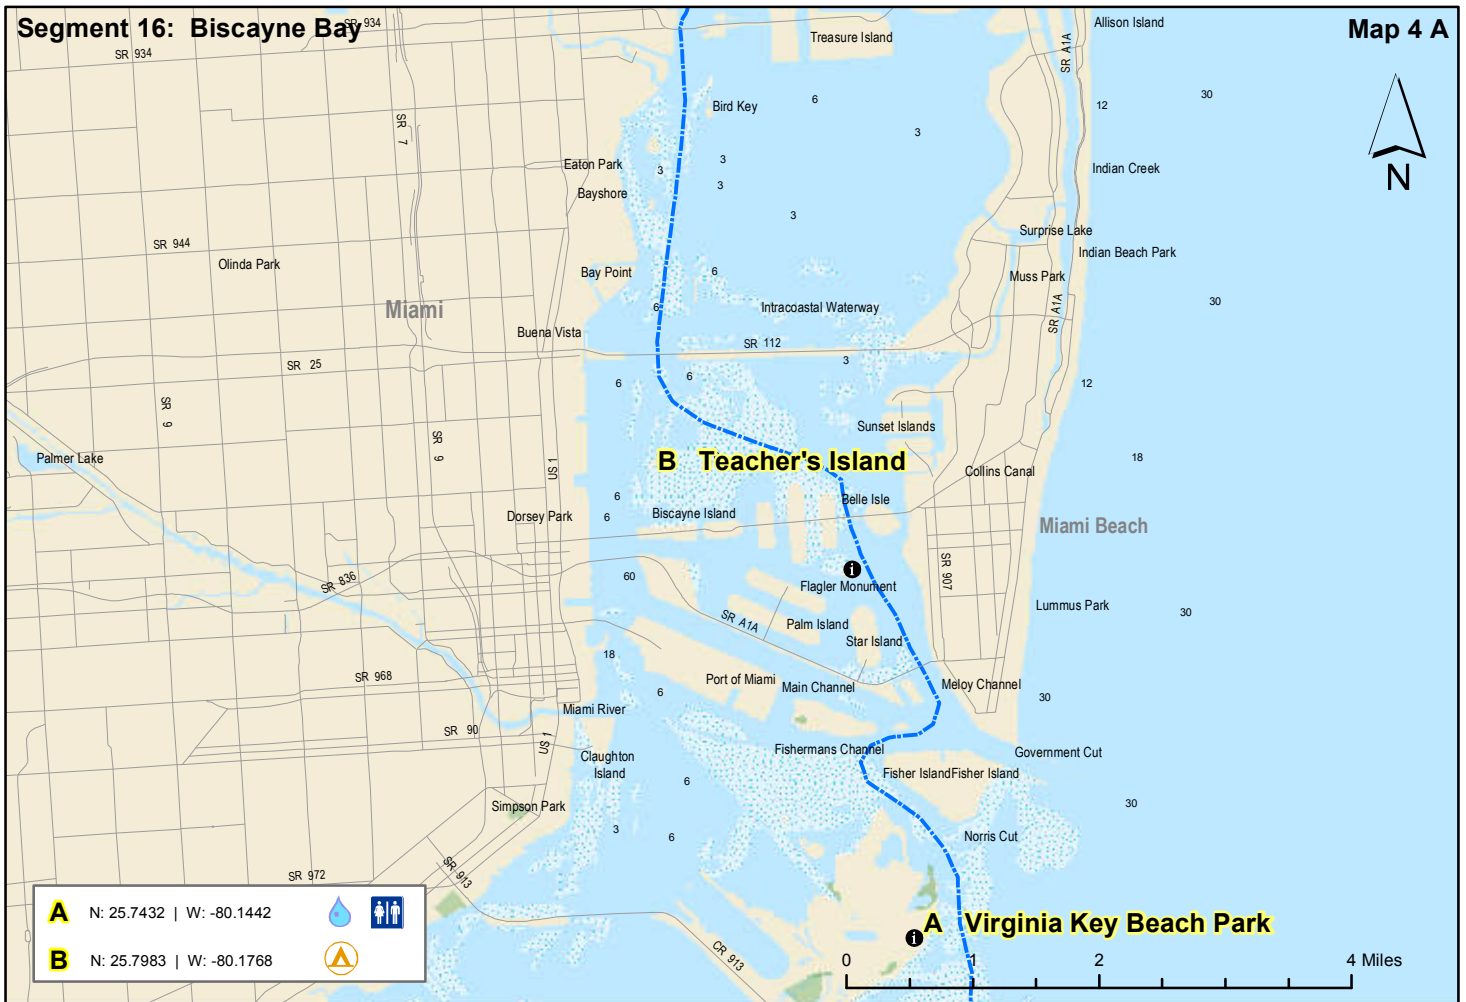 Segment 16: Biscayne Bay
Map 4 A
SR 934
SR 934
Treasure Island
Allison Island
SR A1A
Bird Key
6
12
30
3
SR 7
N
Eaton Park
3
3
3
Indian Creek
Bayshore
3
SR 944
Surprise Lake
Olinda Park
Indian Beach Park
Bay Point
6
Muss Park
Miami
6
Intracoastal Waterway
30
SR A1A
Buena Vista
SR 112
SR 25
3
6
6
12
SR 9
SR 9
Sunset Islands
Palmer Lake
US 1
B Teacher's Island
Collins Canal
18
6
Belle Isle
Dorsey Park
6
Biscayne Island
Miami Beach
SR 836
60
i
Flagler Monument
SR 907
Lummus Park
30
SR A1A
Palm Island
Star Island
18
SR 968
6
Port of Miami
Main Channel
Meloy Channel
30
Miami River
SR 90
US 1
Claughton
Island
Fishermans Channel
Government Cut
6
Fisher Island
Fisher Island
Simpson Park
30
3
6
Norris Cut
SR 913
SR 972
A N: 25.7432 | W: -80.1442
B N: 25.7983 | W: -80.1768
i
A Virginia Key Beach Park
CR 913
0 1 2 4 Miles